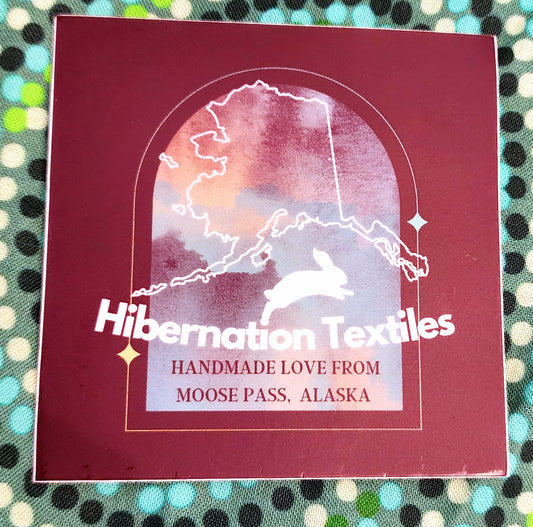 Hibernation Textiles
HANDMADE LOVE FROM
MOOSE PASS, ALASKA